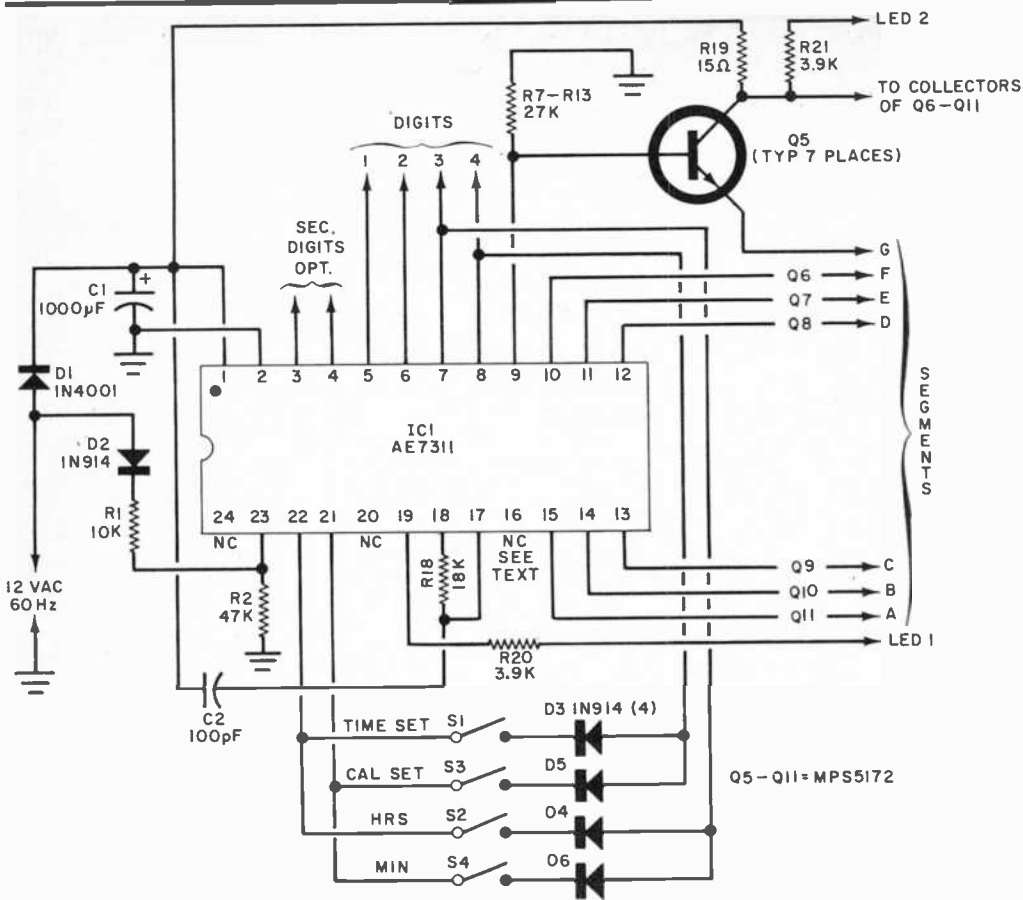 LED 2
R19
15Ω
R21
3.9K
TO COLLECTORS
OF Q6-Q11
R7-R13
27K
Q5
(TYP 7 PLACES)
DIGITS
1 2 3 4
SEC.
DIGITS
OPT.
C1
1000µF
+
D1
1N4001
D2
1N914
R1
10K
12 VAC
60 Hz
1 2 3 4 5 6 7 8 9 10 11 12
IC1
AE7311
24 23 22 21 20 19 18 17 16 15 14 13
NC
NC
NC
SEE
TEXT
R2
47K
R18
18K
R20
3.9K
C2
100pF
G
Q6 F
Q7 E
Q8 D
SEGMENTS
Q9 C
Q10 B
Q11 A
LED 1
TIME SET S1 D3 1N914 (4)
CAL SET S3 D5
HRS S2 04
MIN S4 06
Q5-Q11=MPS5172